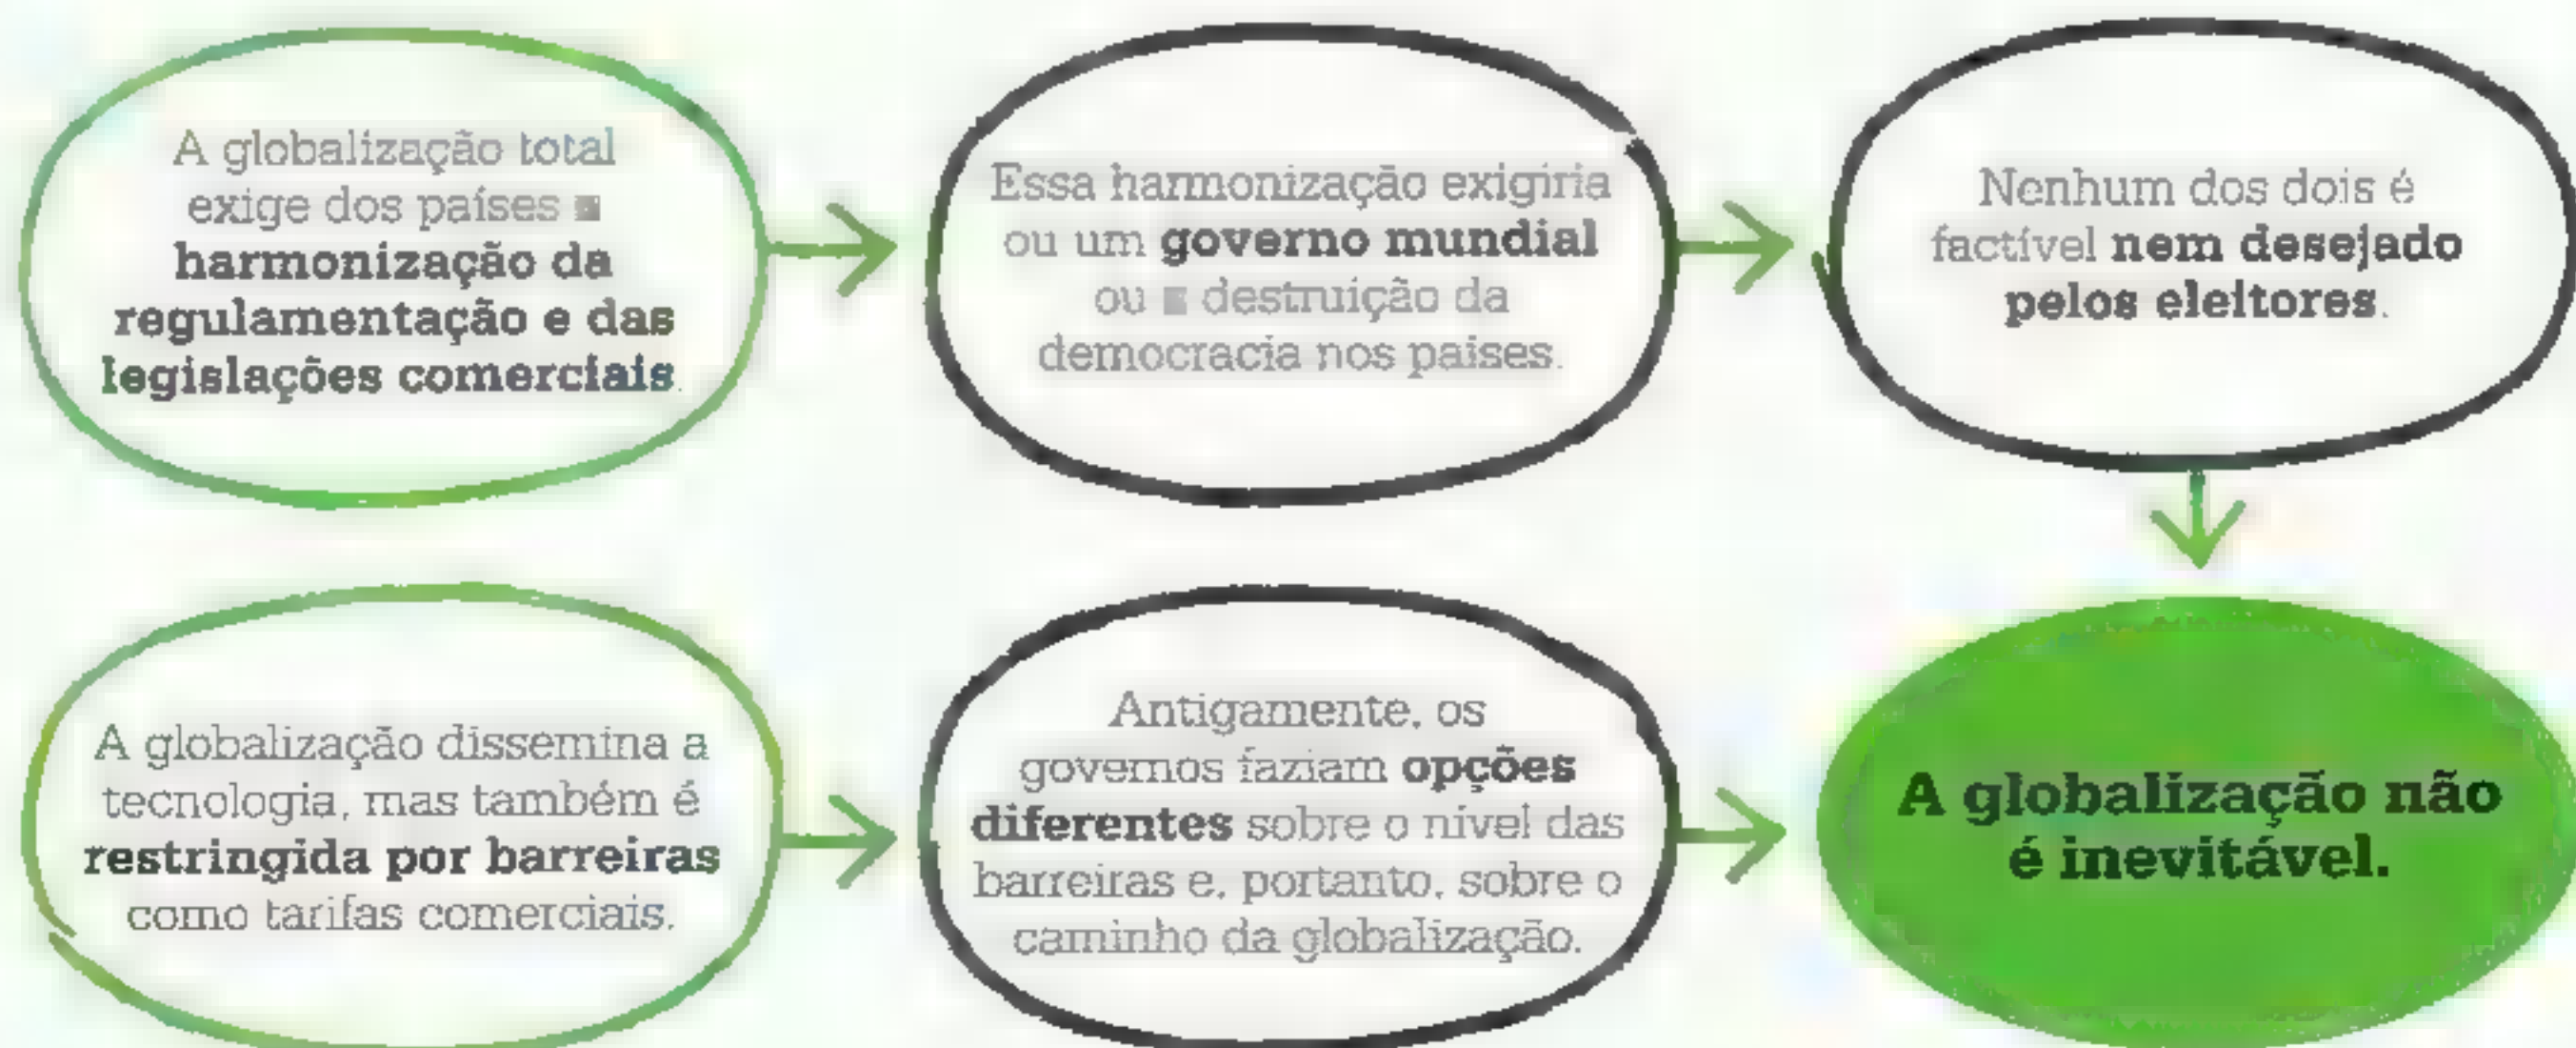 A globalização total
exige dos países
harmonização da
regulamentação e das
legislações comerciais.
Essa harmonização exigiria
ou um governo mundial
ou destruição da
democracia nos paises.
Nenhum dos dois é
factível nem desejado
pelos eleitores.
A globalização dissemina a
tecnologia, mas também é
restringida por barreiras
como tarifas comerciais.
Antigamente, os
governos faziam opções
diferentes sobre o nível das
barreiras e, portanto, sobre o
caminho da globalização.
A globalização não
é inevitável.